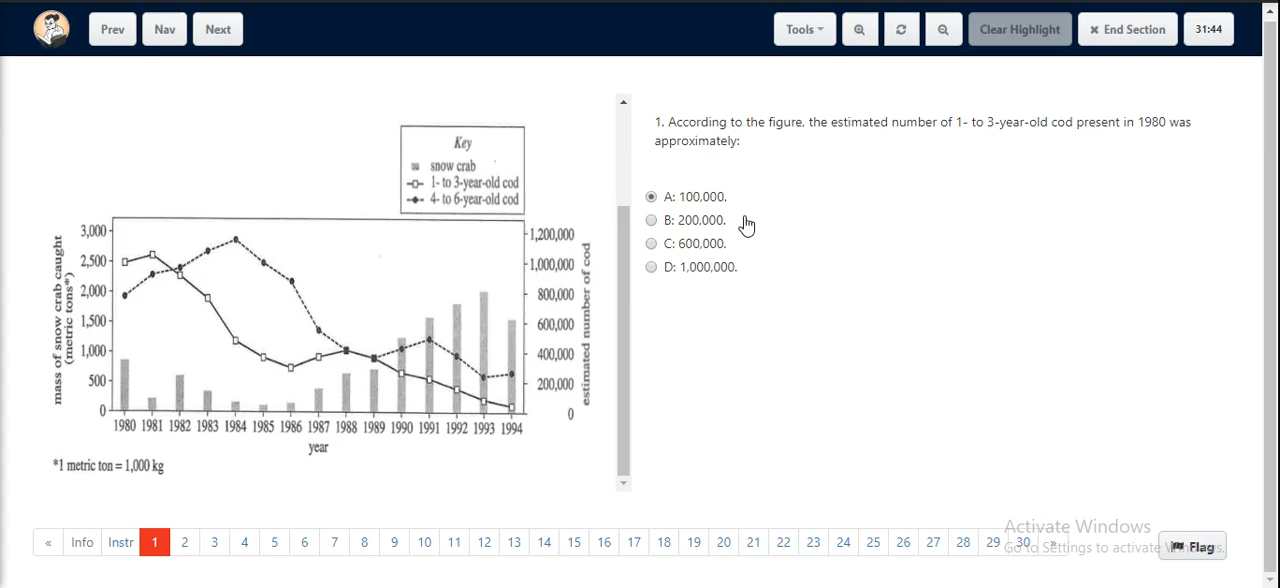 Prev Nav Next Tools Clear Highlight × End Section 31:44
Key
snow crab
1- to 3-year-old cod
4- to 6-year-old cod
mass of snow crab caught
(metric tons*)
3,000
2,500
2,000
1,500
1,000
500
0
1,200,000
1,000,000
800,000
600,000
400,000
200,000
0
estimated number of cod
1980 1981 1982 1983 1984 1985 1986 1987 1988 1989 1990 1991 1992 1993 1994
year
*1 metric ton = 1,000 kg
1. According to the figure, the estimated number of 1- to 3-year-old cod present in 1980 was
approximately:
A: 100,000.
B: 200,000.
C: 600,000.
D: 1,000,000.
« Info Instr 1 2 3 4 5 6 7 8 9 10 11 12 13 14 15 16 17 18 19 20 21 22 23 24 25 26 27 28 29 30 »
Flag
Activate Windows
Go to Settings to activate Windows.